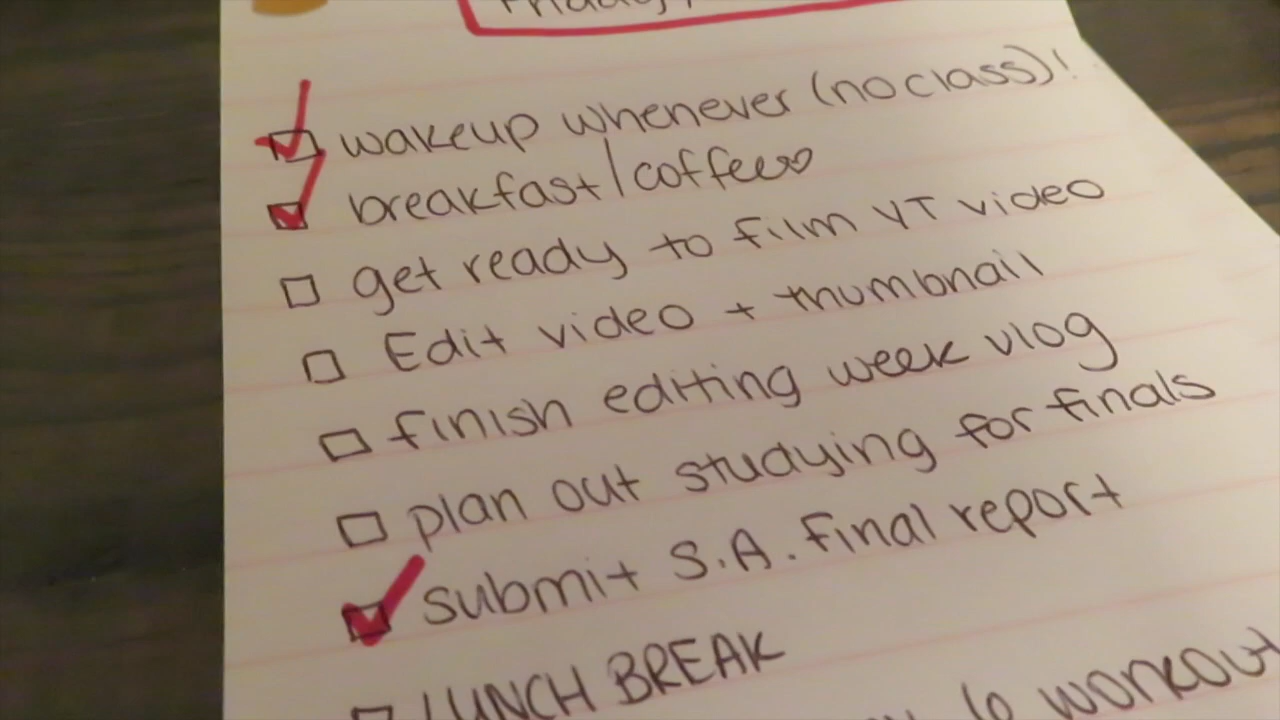 Friday,
wakeup whenever (no class)!
breakfast/coffee♡
get ready to film YT video
Edit video + thumbnail
finish editing week vlog
plan out studying for finals
submit S.A. Final report
LUNCH BREAK
workout